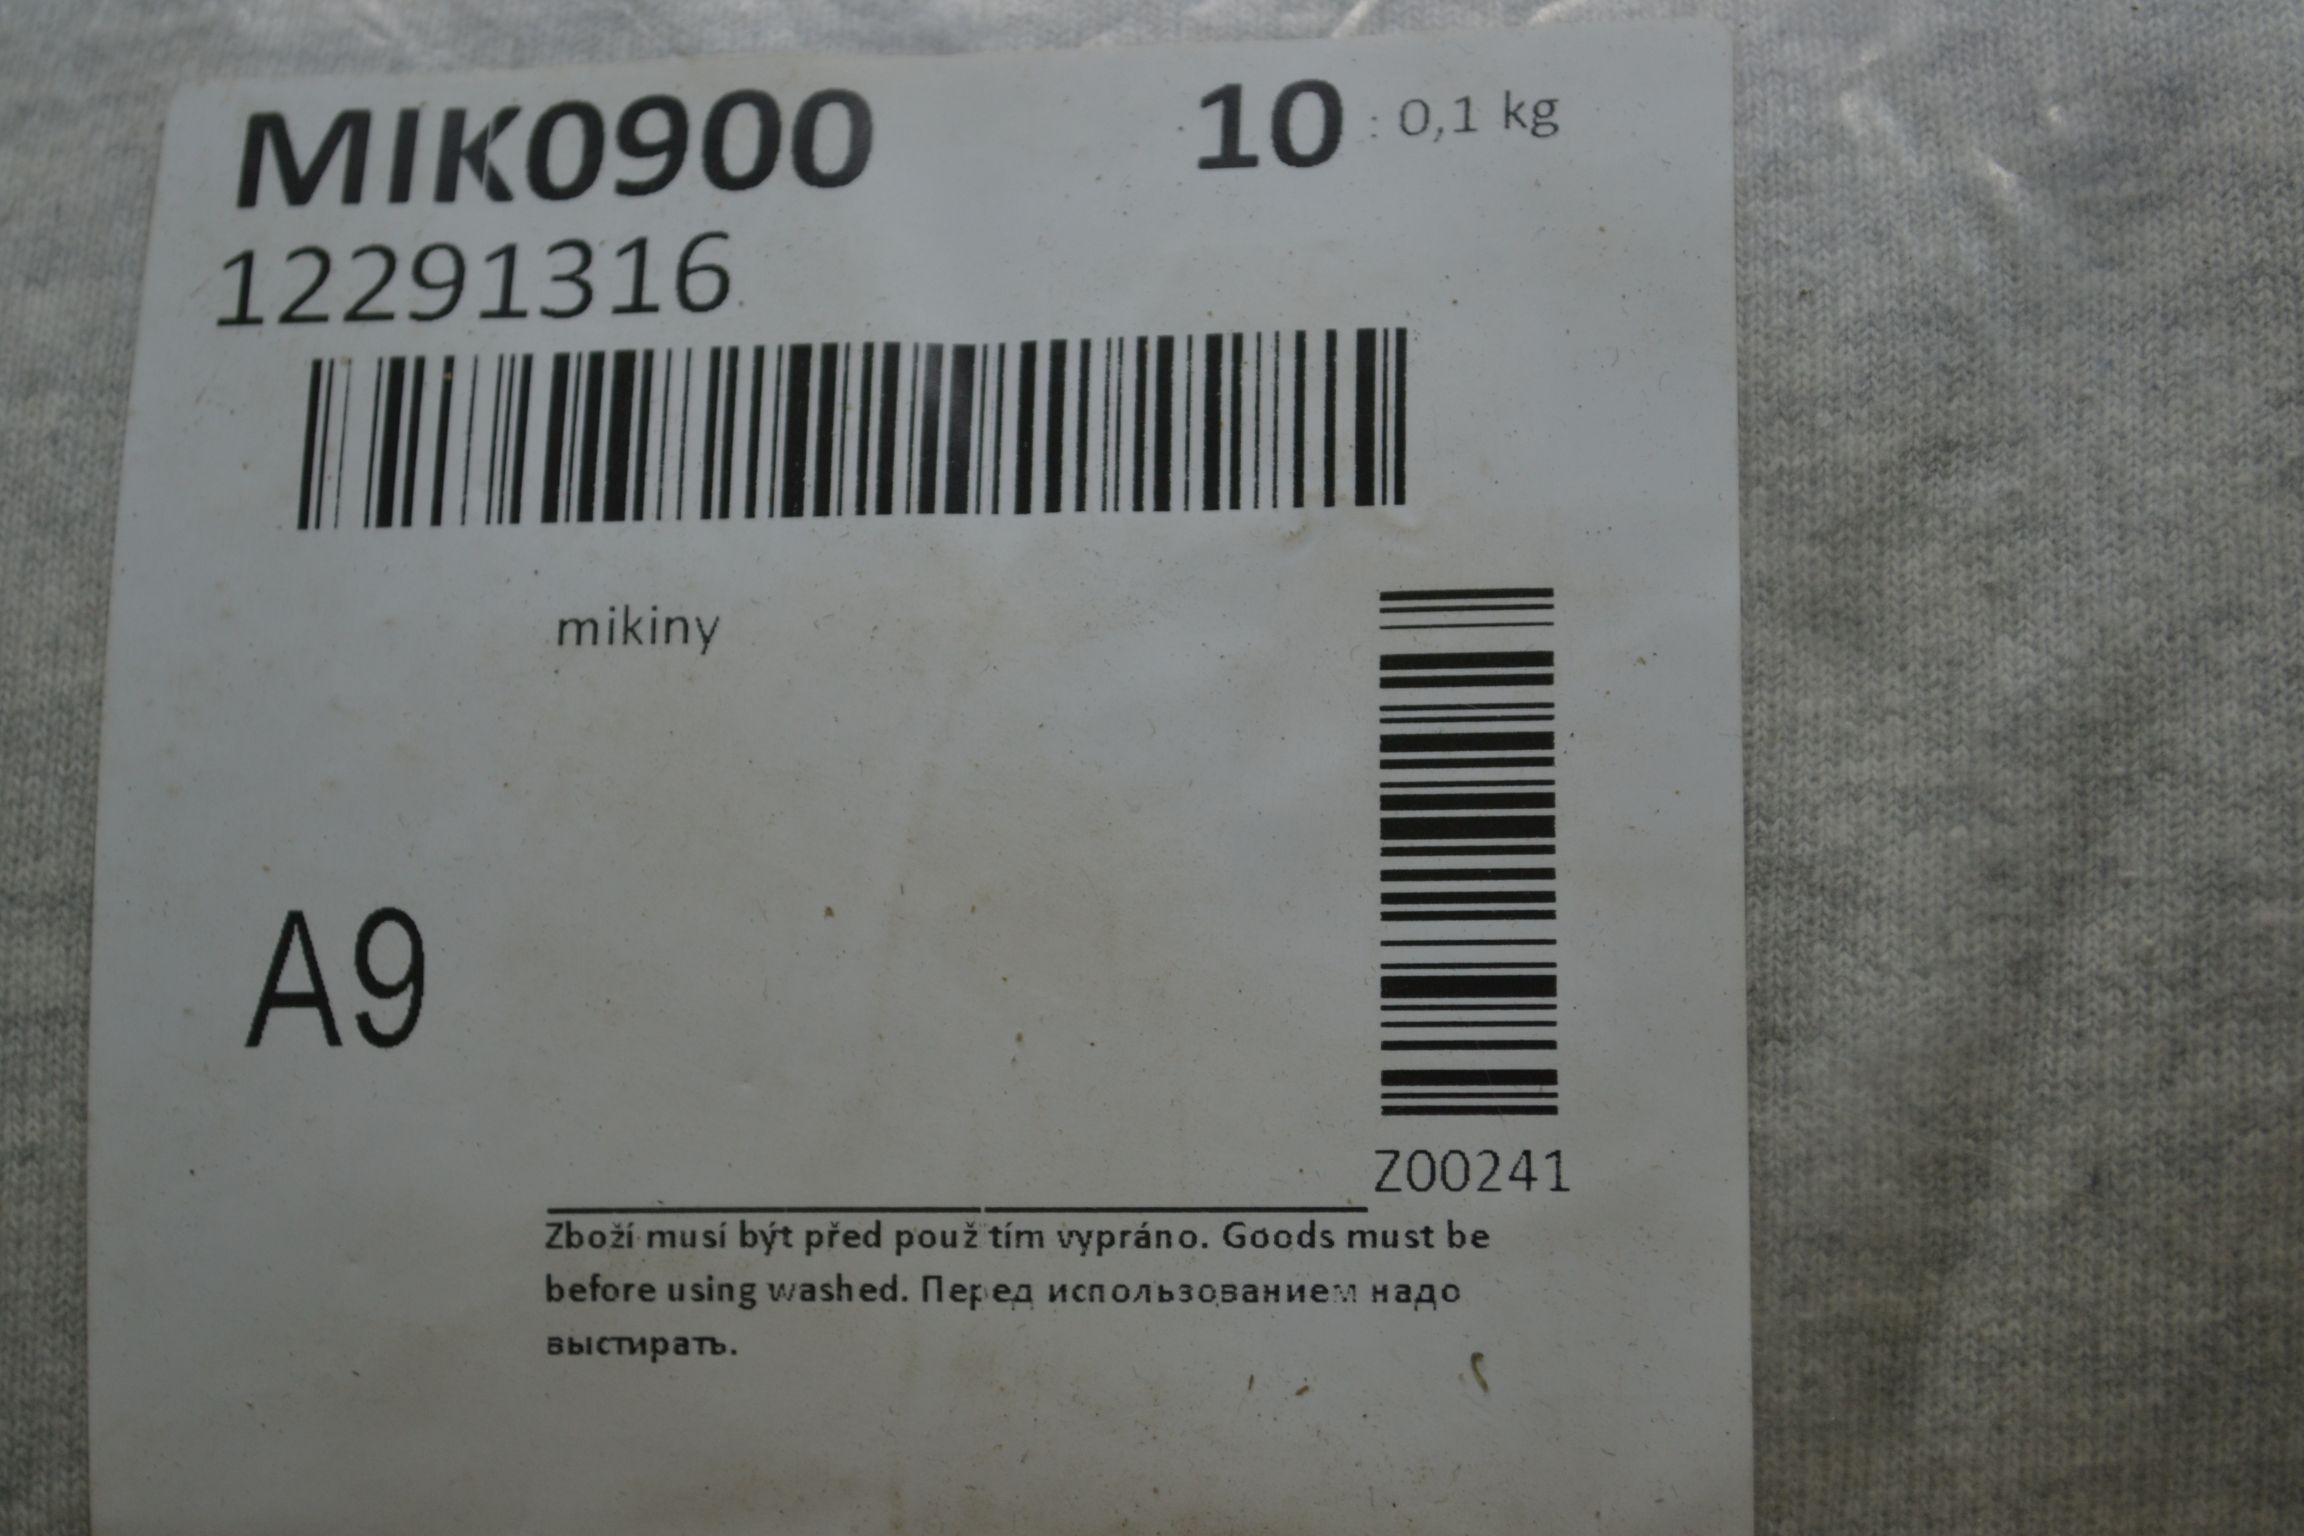 MIK0900 10 : 0,1 kg
12291316
mikiny
A9
Z00241
Zboží musí být před použ tím vypráno. Goods must be
before using washed. Перед использованием надо
выстирать.